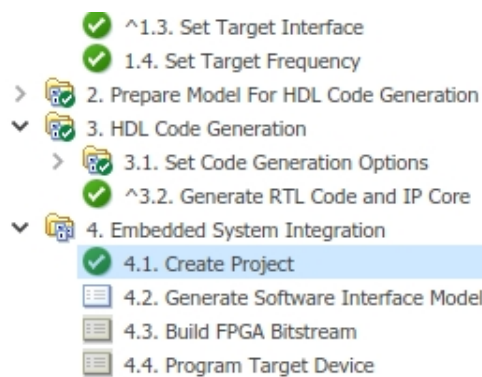 ^1.3. Set Target Interface
1.4. Set Target Frequency
2. Prepare Model For HDL Code Generation
3. HDL Code Generation
3.1. Set Code Generation Options
^3.2. Generate RTL Code and IP Core
4. Embedded System Integration
4.1. Create Project
4.2. Generate Software Interface Model
4.3. Build FPGA Bitstream
4.4. Program Target Device